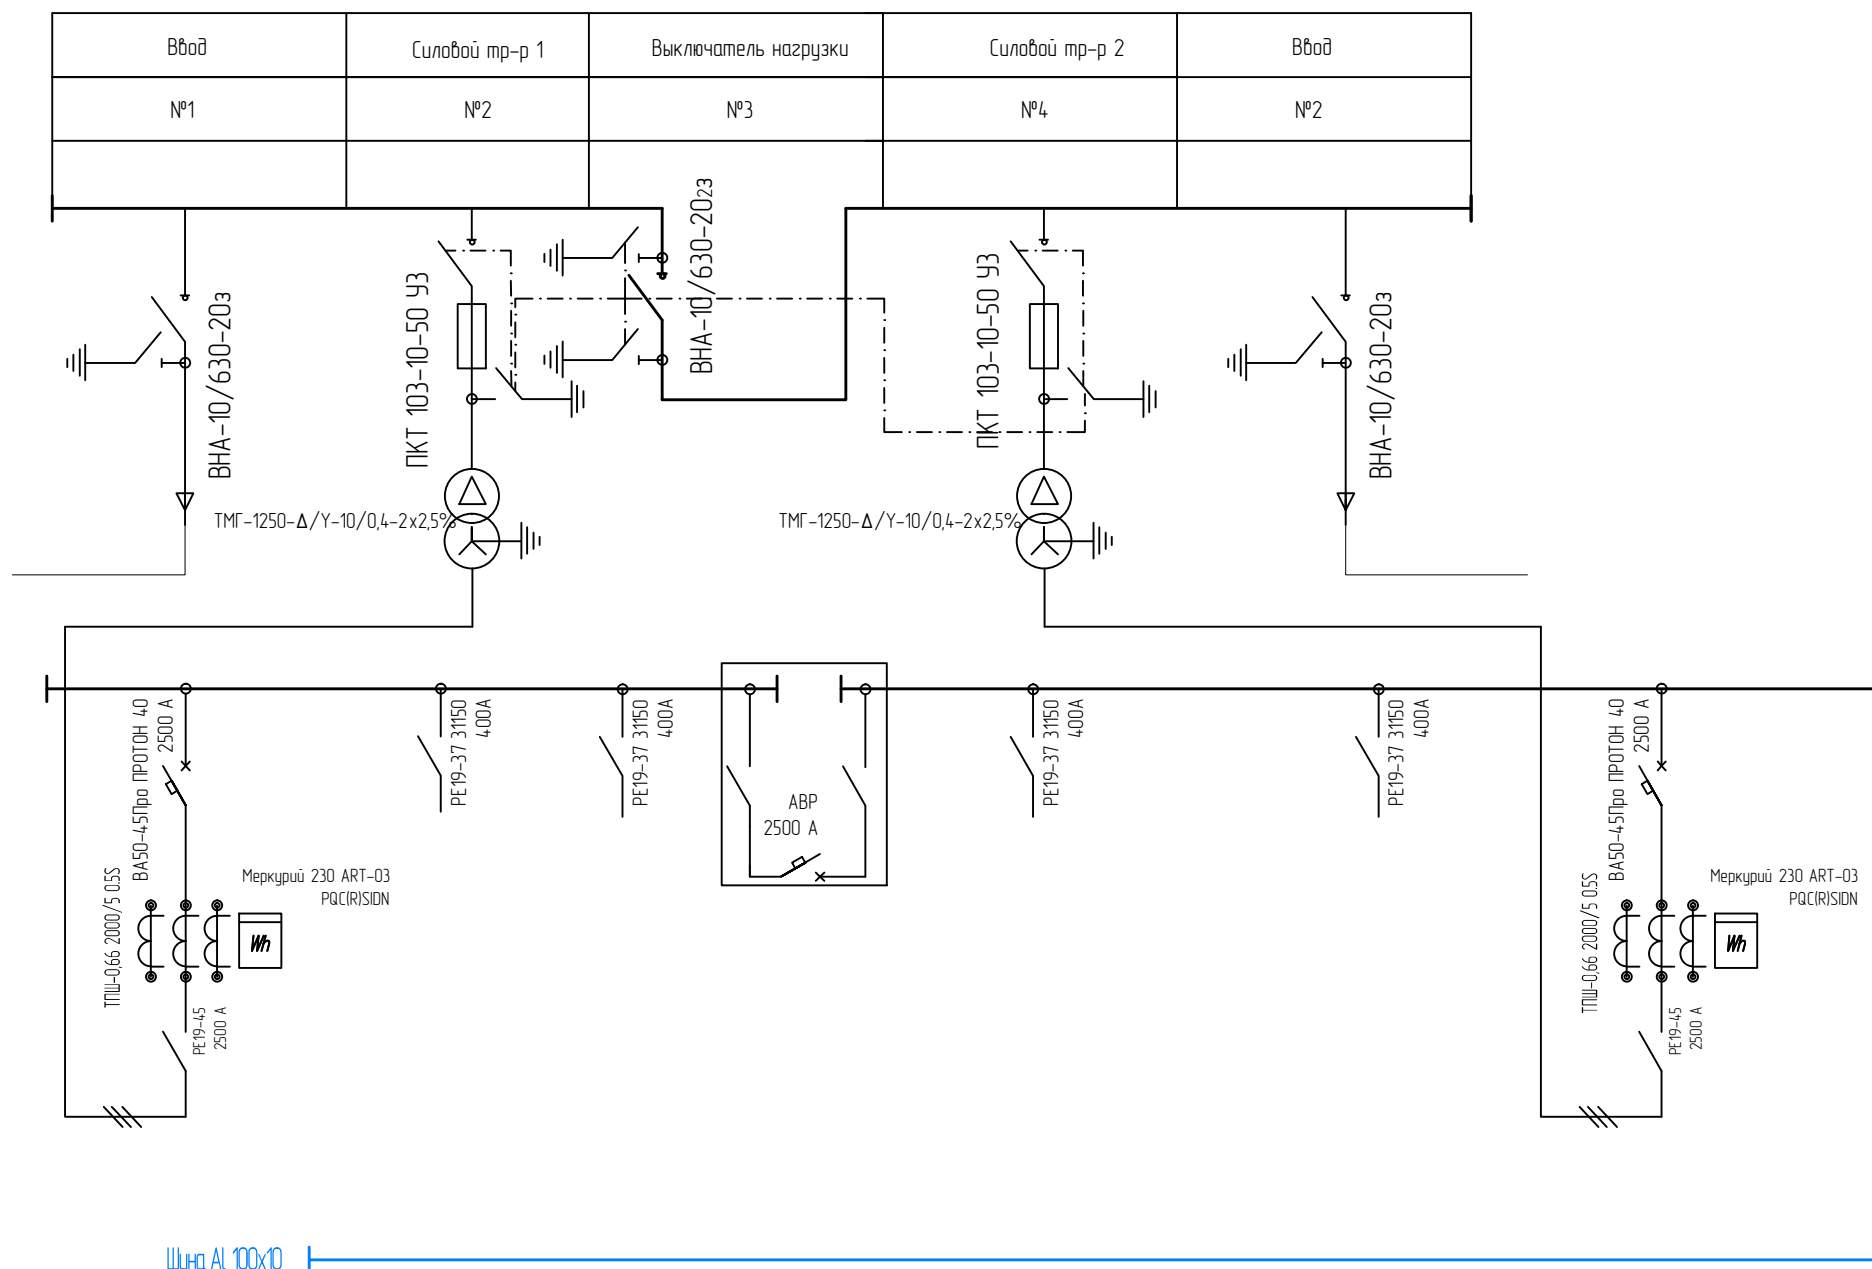 Ввод
Силовой тр-р 1
Выключатель нагрузки
Силовой тр-р 2
Ввод
№1
№2
№3
№4
№2
ВНА-10/630-20з
ПКТ 103-10-50 У3
ВНА-10/630-202з
ПКТ 103-10-50 У3
ВНА-10/630-20з
ТМГ-1250-Δ/Y-10/0,4-2х2,5%
ТМГ-1250-Δ/Y-10/0,4-2х2,5%
ВА50-45Про ПРОТОН 40
2500 А
РЕ19-37 31150
400А
РЕ19-37 31150
400А
АВР
2500 А
РЕ19-37 31150
400А
РЕ19-37 31150
400А
ВА50-45Про ПРОТОН 40
2500 А
ТПШ-0,66 2000/5 0.5S
Меркурий 230 ART-03
PQC(R)SIDN
Wh
РЕ19-45
2500 А
ТПШ-0,66 2000/5 0.5S
Меркурий 230 ART-03
PQC(R)SIDN
Wh
РЕ19-45
2500 А
Шина AL 100х10